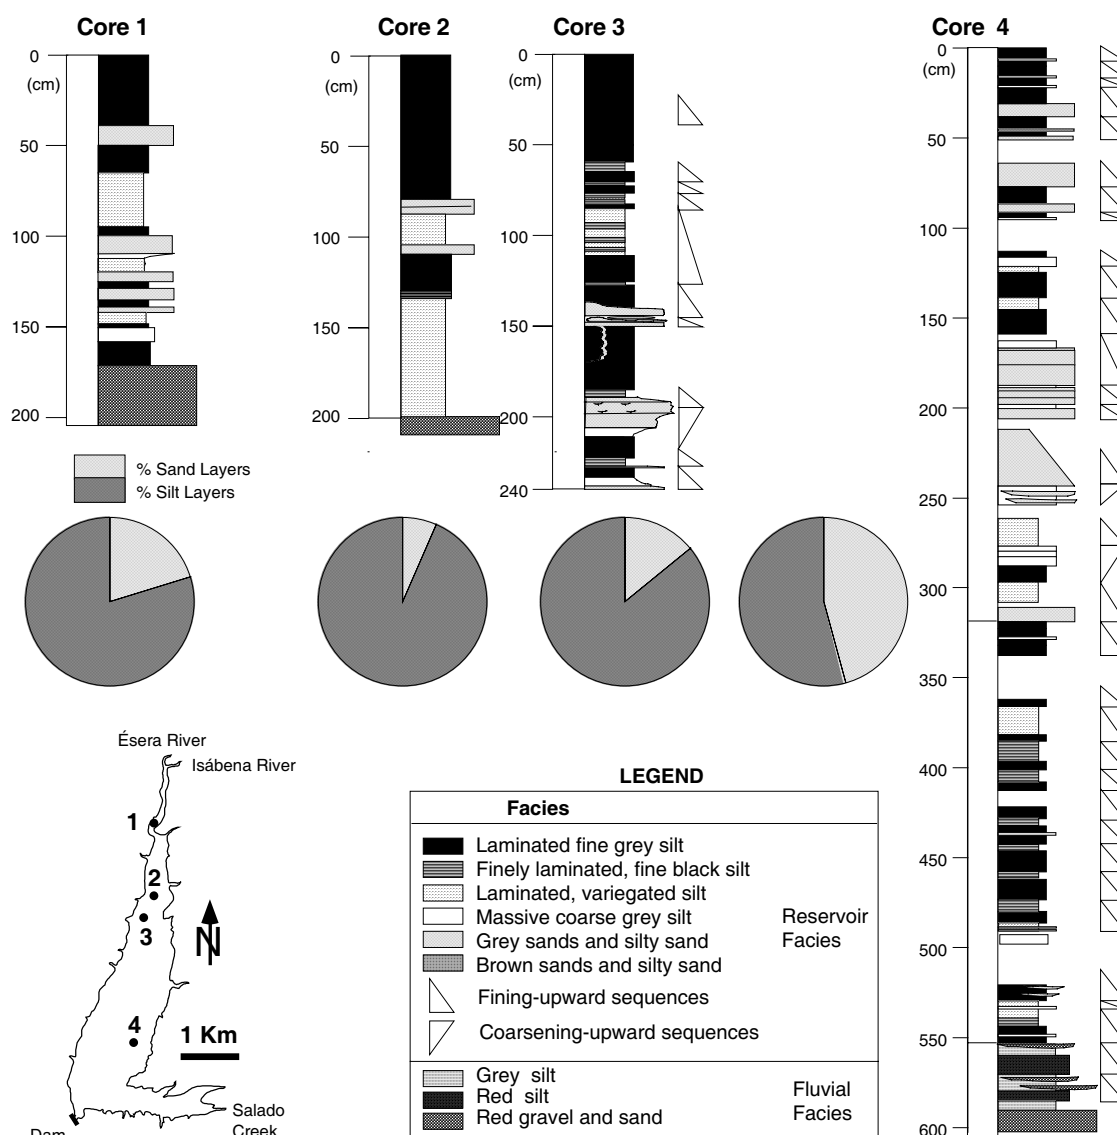 Core 1
0
(cm)
50
100
150
200
Core 2
0
(cm)
50
100
150
200
Core 3
0
(cm)
50
100
150
200
240
Core 4
0
(cm)
50
100
150
200
250
300
350
400
450
500
550
600
% Sand Layers
% Silt Layers
Ésera River
Isábena River
1
2
3
4
N
1 Km
Salado
Creek
Dam
LEGEND
Facies
Laminated fine grey silt
Finely laminated, fine black silt
Laminated, variegated silt
Massive coarse grey silt
Grey sands and silty sand
Brown sands and silty sand
Reservoir
Facies
Fining-upward sequences
Coarsening-upward sequences
Grey silt
Red silt
Red gravel and sand
Fluvial
Facies